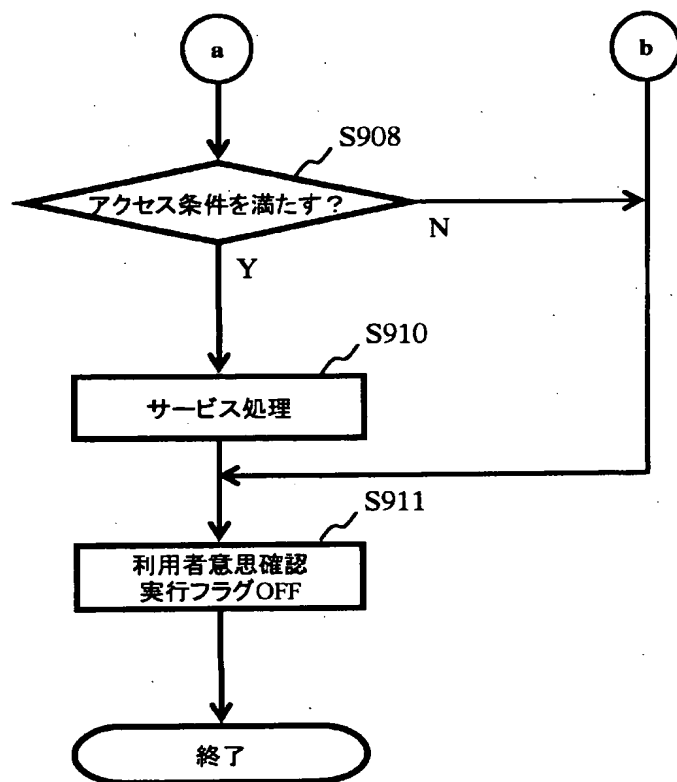 a
b
S908
アクセス条件を満たす？
N
Y
S910
サービス処理
S911
利用者意思確認
実行フラグOFF
終了